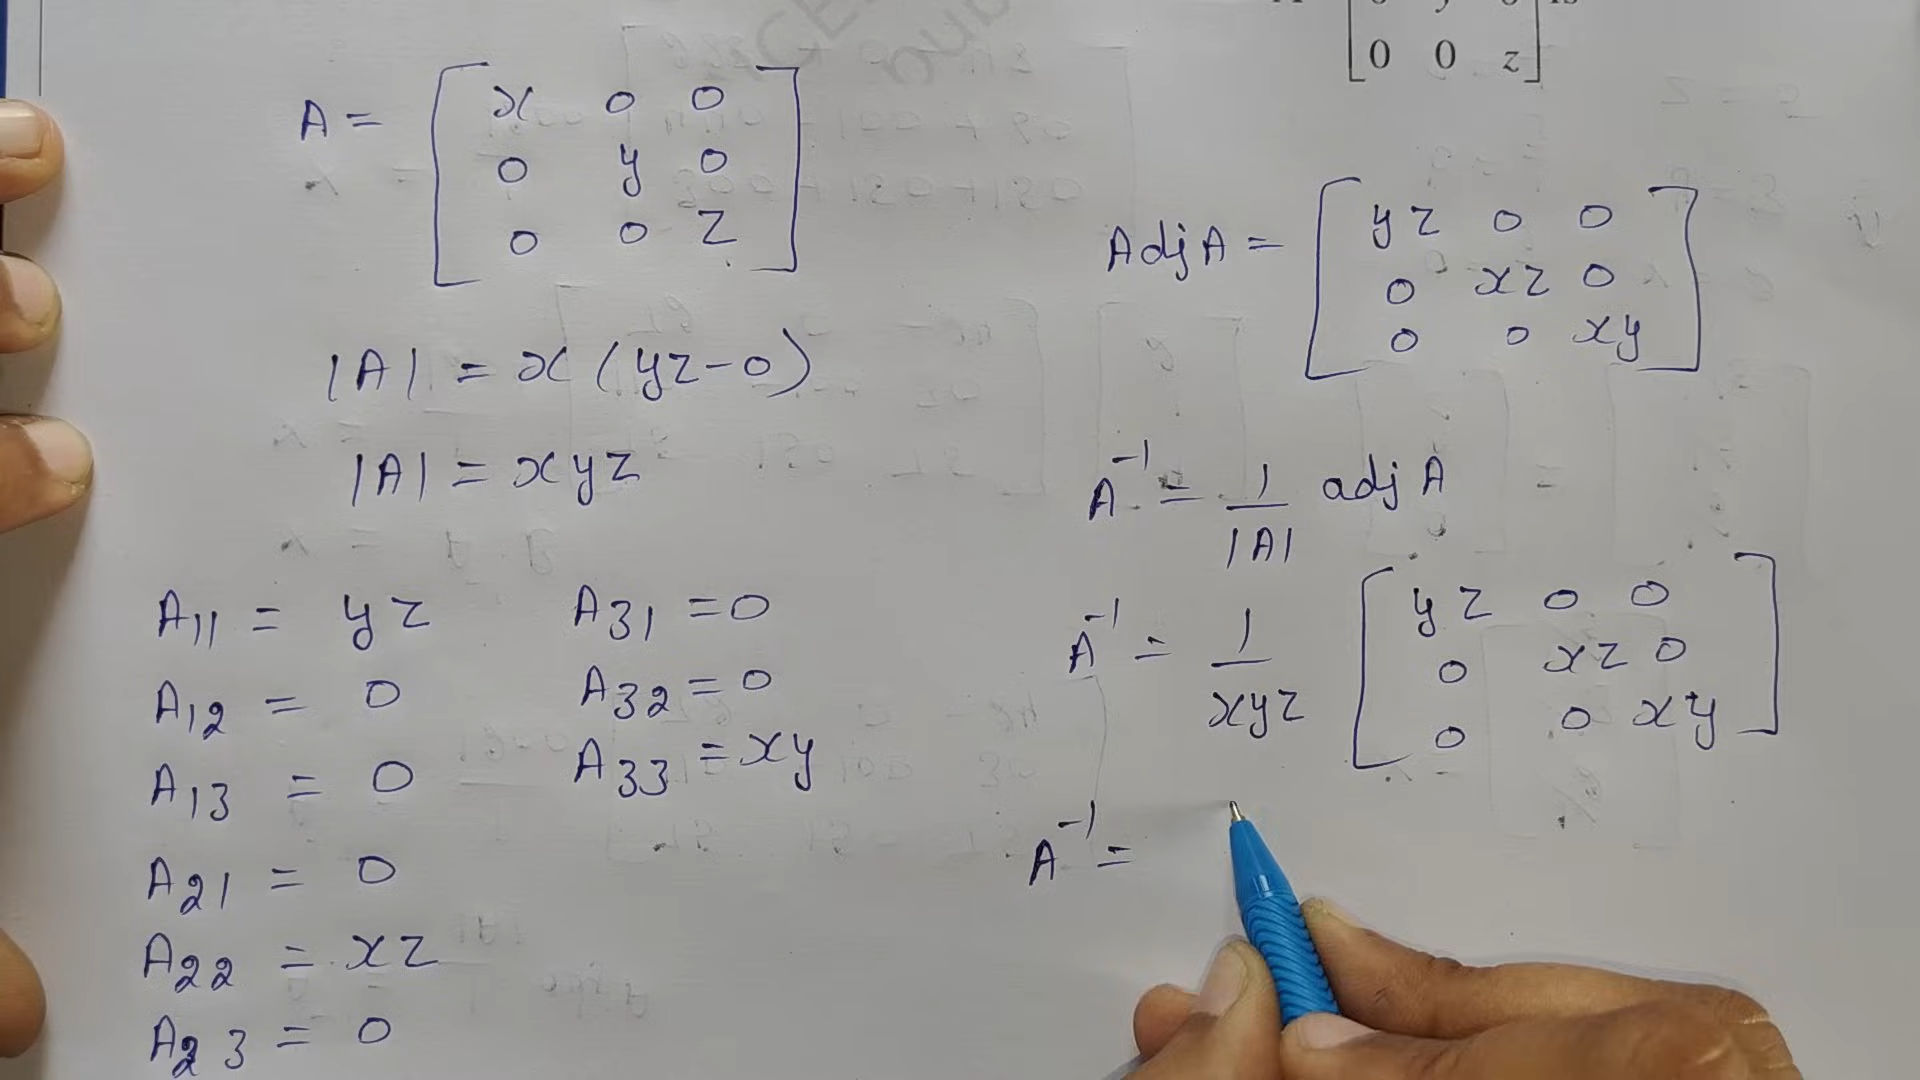 A = [ x 0 0
0 y 0
0 0 z ]
|A| = x (yz - 0)
|A| = xyz
A11 = yz
A12 = 0
A13 = 0
A21 = 0
A22 = xz
A23 = 0
A31 = 0
A32 = 0
A33 = xy
0 0 z
Adj A = [ yz 0 0
0 xz 0
0 0 xy ]
A^-1 = 1/|A| adj A
A^-1 = 1/xyz [ yz 0 0
0 xz 0
0 0 xy ]
A^-1 =